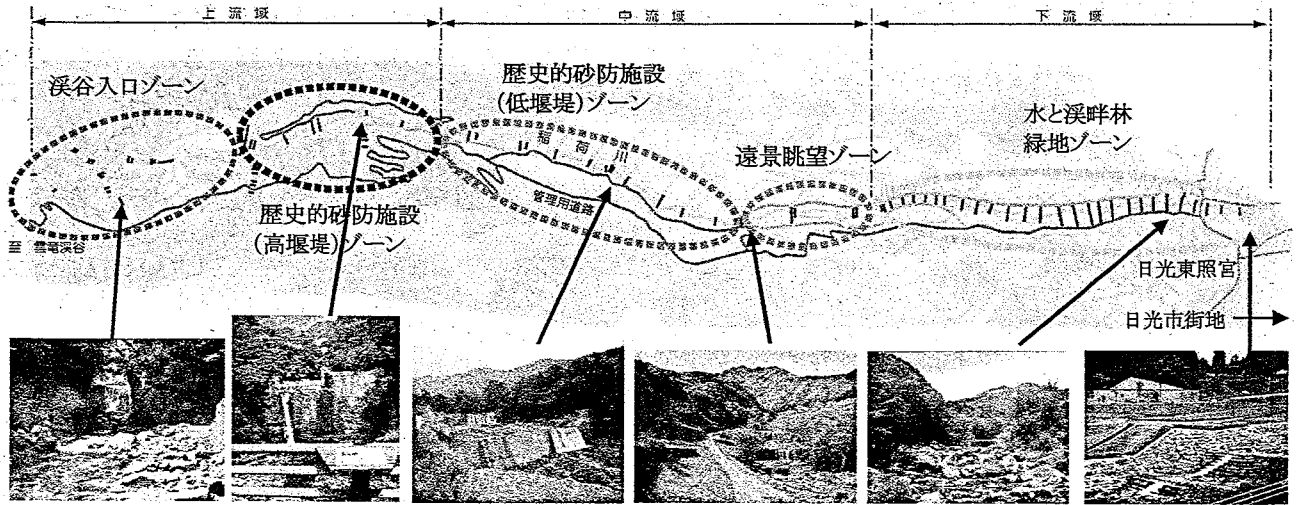 上流域
中流域
下流域
渓谷入口ゾーン
歴史的砂防施設
(低堰堤)ゾーン
水と渓畔林
緑地ゾーン
稲荷川
遠景眺望ゾーン
管理用道路
歴史的砂防施設
(高堰堤)ゾーン
至 雲竜渓谷
日光東照宮
日光市街地